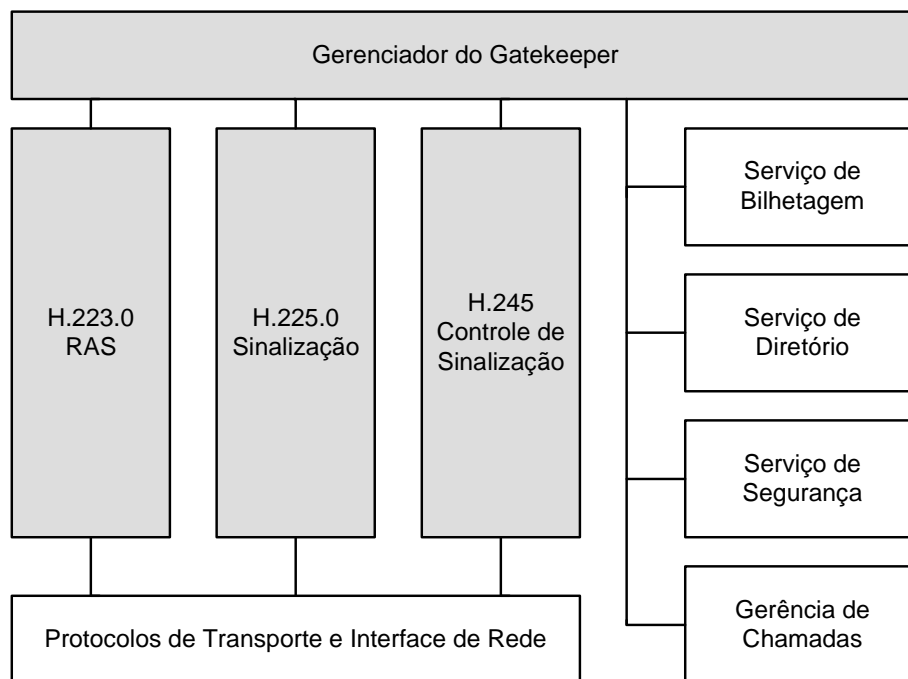 Gerenciador do Gatekeeper
H.223.0
RAS
H.225.0
Sinalização
H.245
Controle de
Sinalização
Serviço de
Bilhetagem
Serviço de
Diretório
Serviço de
Segurança
Gerência de
Chamadas
Protocolos de Transporte e Interface de Rede